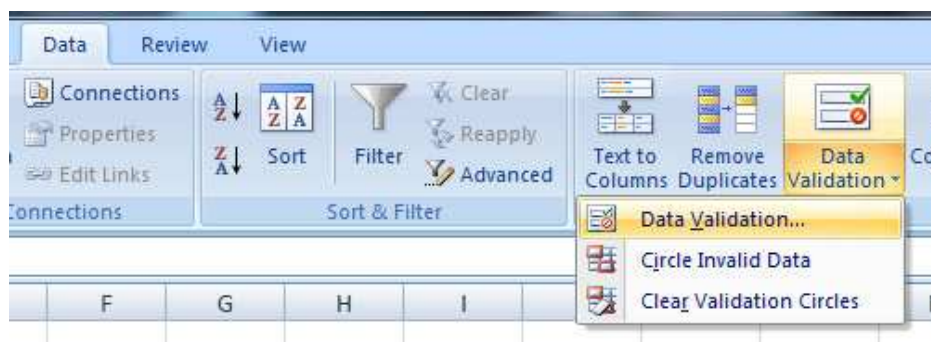 Data Review View
Connections
Properties
Edit Links
Connections
Sort
Filter
Clear
Reapply
Advanced
Sort & Filter
Text to
Columns
Remove
Duplicates
Data
Validation
Co
Data Validation...
Circle Invalid Data
Clear Validation Circles
F G H I